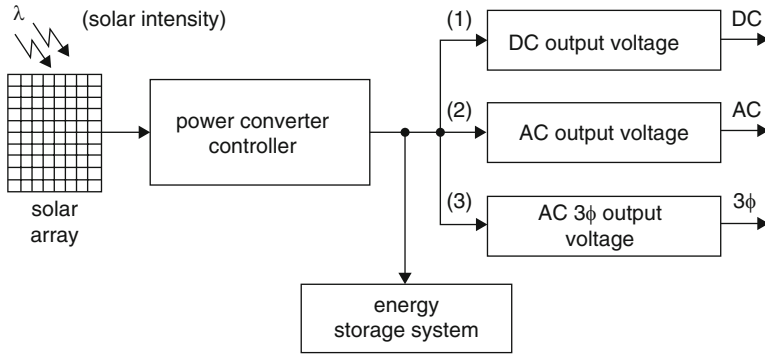 λ
(solar intensity)
solar
array
power converter
controller
(1)
DC output voltage
DC
(2)
AC output voltage
AC
(3)
AC 3ϕ output
voltage
3ϕ
energy
storage system